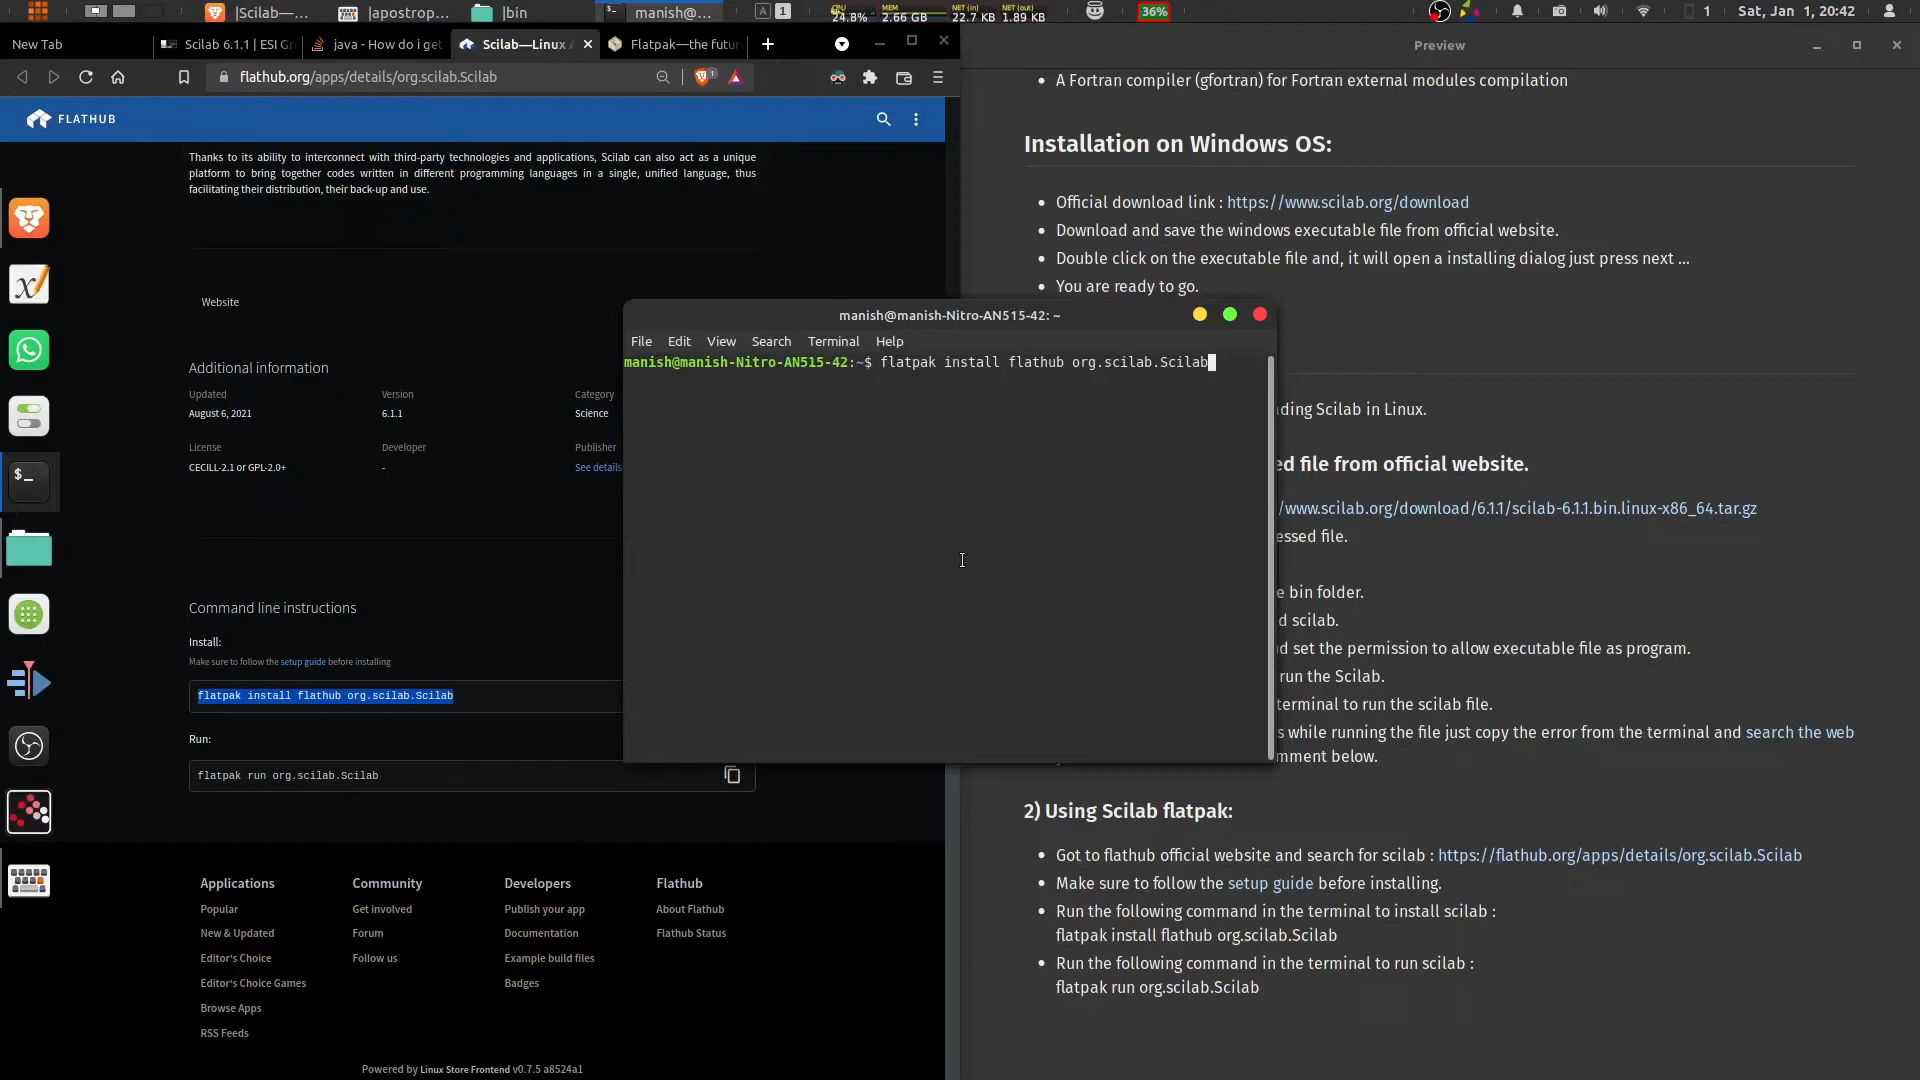 |Scilab—...
|apostrop...
|bin
manish@...
A
1
CPU
24.8%
MEM
2.66 GB
NET (in)
22.7 KB
NET (out)
1.89 KB
36%
1
Sat, Jan 1, 20:42
New Tab
Scilab 6.1.1 | ESI Gr
java - How do i get
Scilab—Linux A
Flatpak—the futur
flathub.org/apps/details/org.scilab.Scilab
1
FLATHUB
Thanks to its ability to interconnect with third-party technologies and applications, Scilab can also act as a unique
platform to bring together codes written in different programming languages in a single, unified language, thus
facilitating their distribution, their back-up and use.
Website
Additional information
Updated
Version
Category
August 6, 2021
6.1.1
Science
License
Developer
Publisher
CECILL-2.1 or GPL-2.0+
-
See details
Command line instructions
Install:
Make sure to follow the setup guide before installing
flatpak install flathub org.scilab.Scilab
Run:
flatpak run org.scilab.Scilab
Applications
Community
Developers
Flathub
Popular
Get involved
Publish your app
About Flathub
New & Updated
Forum
Documentation
Flathub Status
Editor's Choice
Follow us
Example build files
Editor's Choice Games
Badges
Browse Apps
RSS Feeds
Powered by Linux Store Frontend v0.7.5 a8524a1
manish@manish-Nitro-AN515-42: ~
File Edit View Search Terminal Help
manish@manish-Nitro-AN515-42:~$ flatpak install flathub org.scilab.Scilab
Preview
• A Fortran compiler (gfortran) for Fortran external modules compilation
Installation on Windows OS:
• Official download link : https://www.scilab.org/download
• Download and save the windows executable file from official website.
• Double click on the executable file and, it will open a installing dialog just press next ...
• You are ready to go.
ding Scilab in Linux.
ed file from official website.
/www.scilab.org/download/6.1.1/scilab-6.1.1.bin.linux-x86_64.tar.gz
essed file.
e bin folder.
d scilab.
d set the permission to allow executable file as program.
run the Scilab.
terminal to run the scilab file.
s while running the file just copy the error from the terminal and search the web
mment below.
2) Using Scilab flatpak:
• Got to flathub official website and search for scilab : https://flathub.org/apps/details/org.scilab.Scilab
• Make sure to follow the setup guide before installing.
• Run the following command in the terminal to install scilab :
flatpak install flathub org.scilab.Scilab
• Run the following command in the terminal to run scilab :
flatpak run org.scilab.Scilab